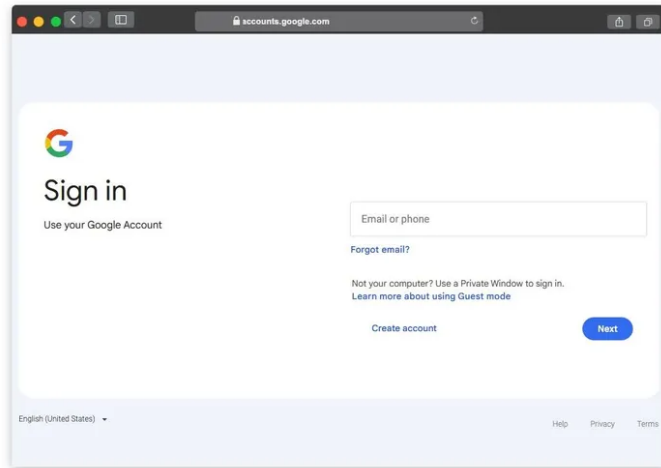 sccounts.google.com
Sign in
Use your Google Account
Email or phone
Forgot email?
Not your computer? Use a Private Window to sign in.
Learn more about using Guest mode
Create account
Next
English (United States)
Help Privacy Terms